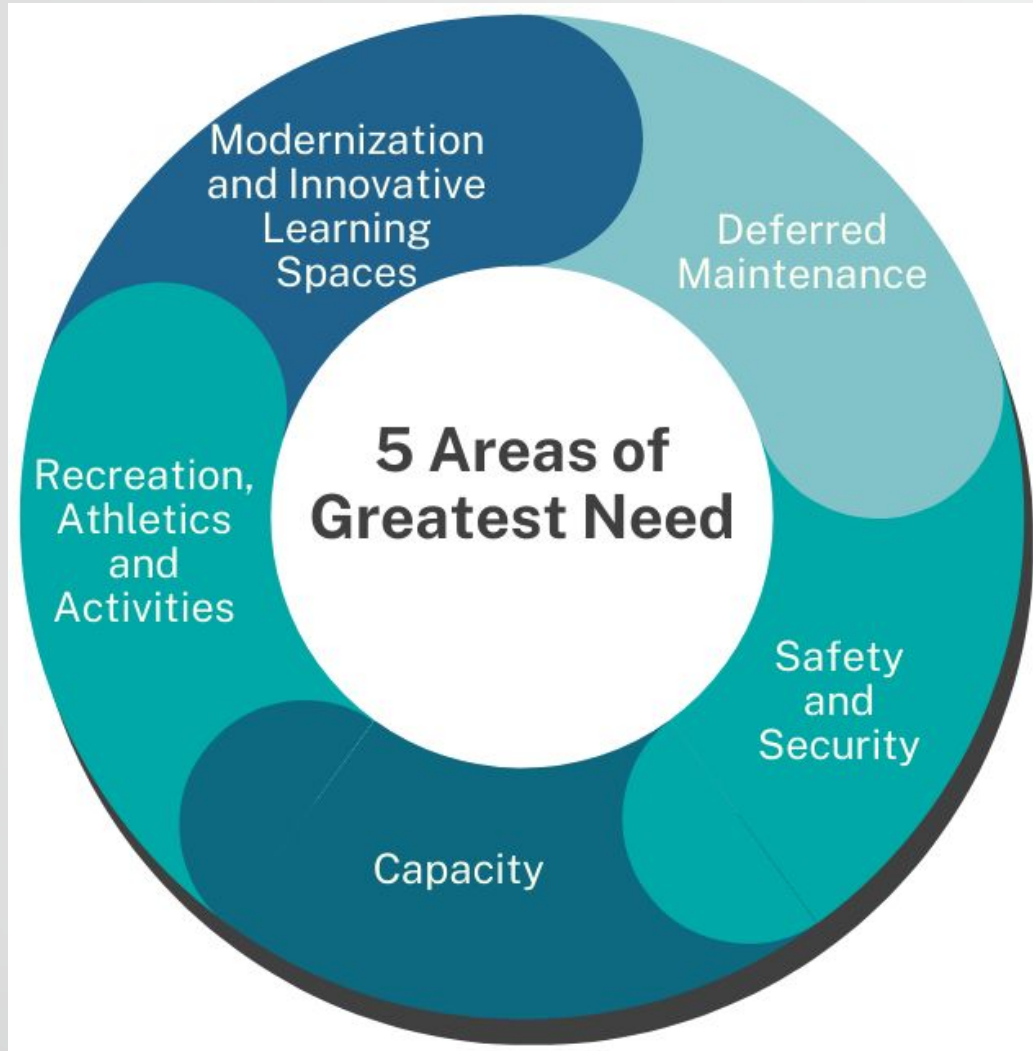 5 Areas of
Greatest Need
Modernization
and Innovative
Learning
Spaces
Deferred
Maintenance
Safety
and
Security
Capacity
Recreation,
Athletics
and
Activities